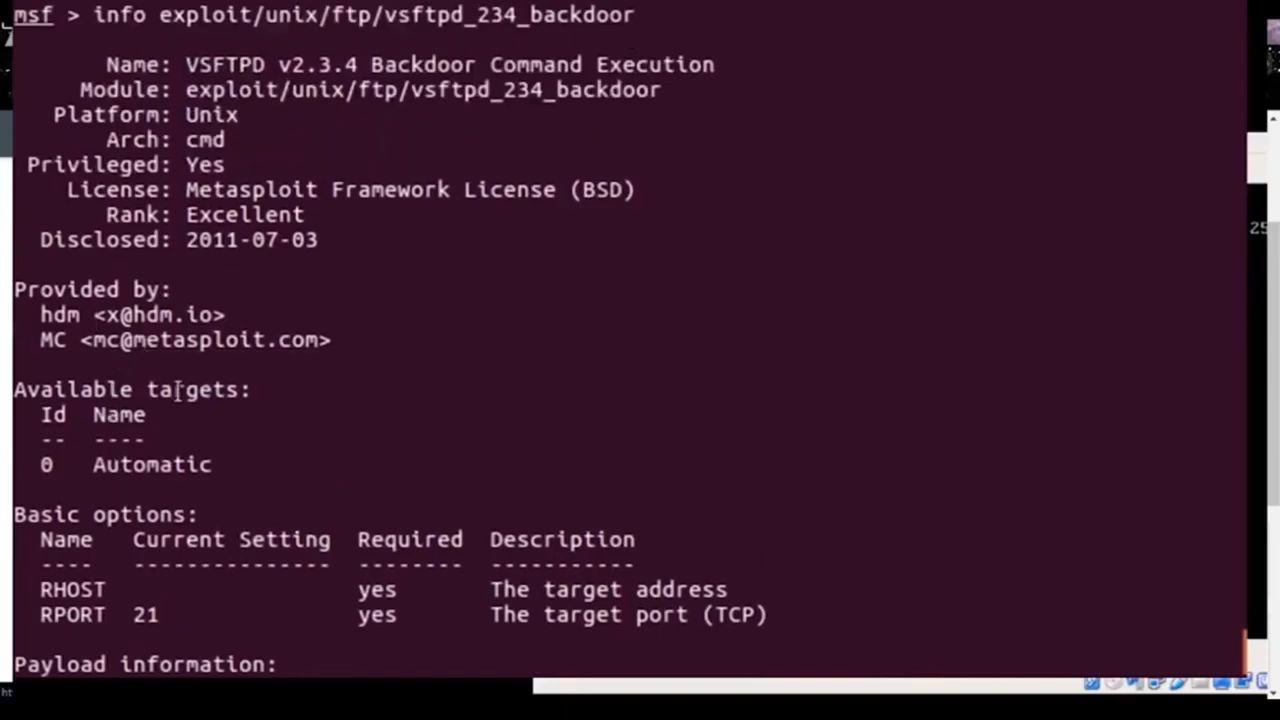 msf > info exploit/unix/ftp/vsftpd_234_backdoor
Name: VSFTPD v2.3.4 Backdoor Command Execution
Module: exploit/unix/ftp/vsftpd_234_backdoor
Platform: Unix
Arch: cmd
Privileged: Yes
License: Metasploit Framework License (BSD)
Rank: Excellent
Disclosed: 2011-07-03
Provided by:
hdm <x@hdm.io>
MC <mc@metasploit.com>
Available targets:
Id Name
-- ----
0 Automatic
Basic options:
Name Current Setting Required Description
---- --------------- -------- -----------
RHOST yes The target address
RPORT 21 yes The target port (TCP)
Payload information:
25
ht